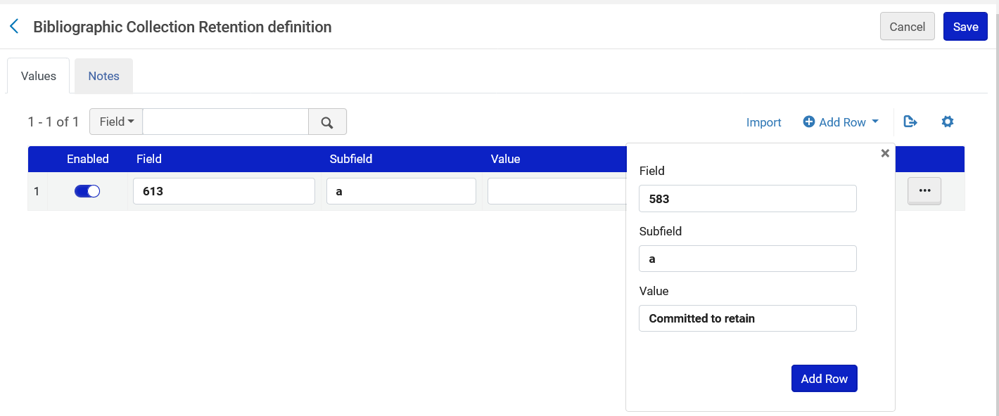 Bibliographic Collection Retention definition
Cancel
Save
Values
Notes
1 - 1 of 1
Field
Import
Add Row
Enabled
Field
Subfield
Value
1
613
a
Field
583
Subfield
a
Value
Committed to retain
Add Row